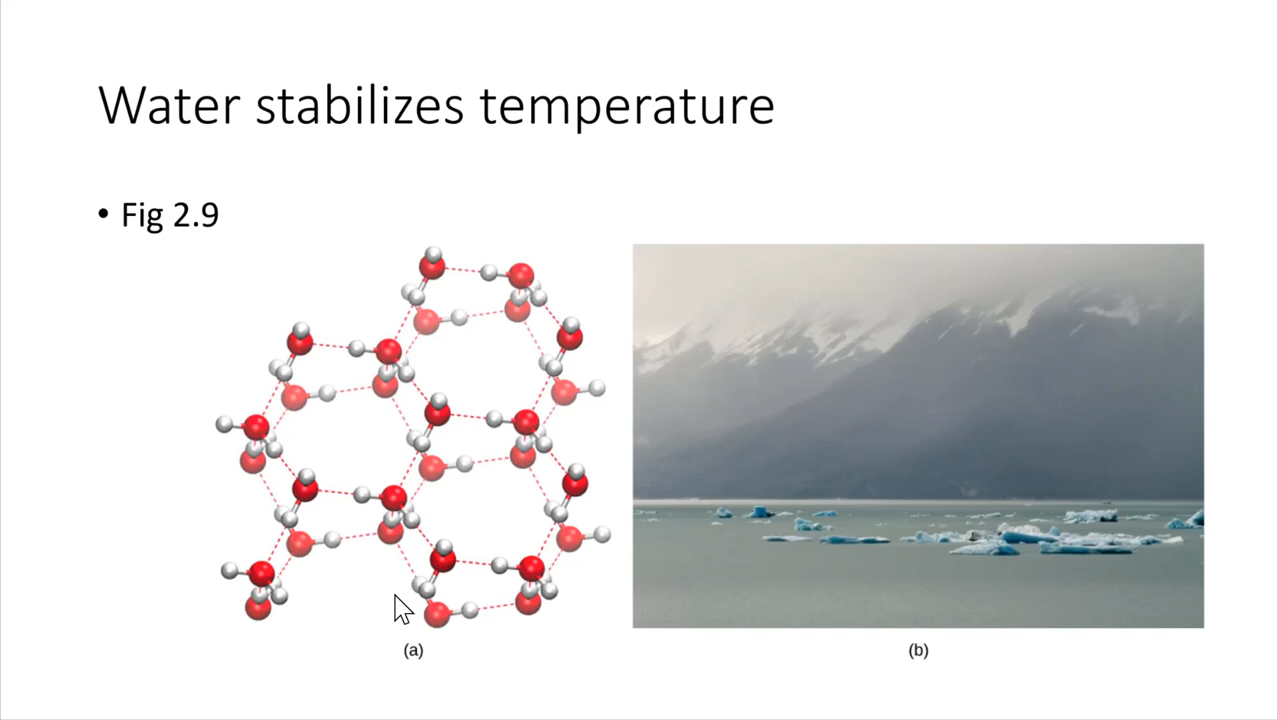 Water stabilizes temperature
• Fig 2.9
(a)
(b)